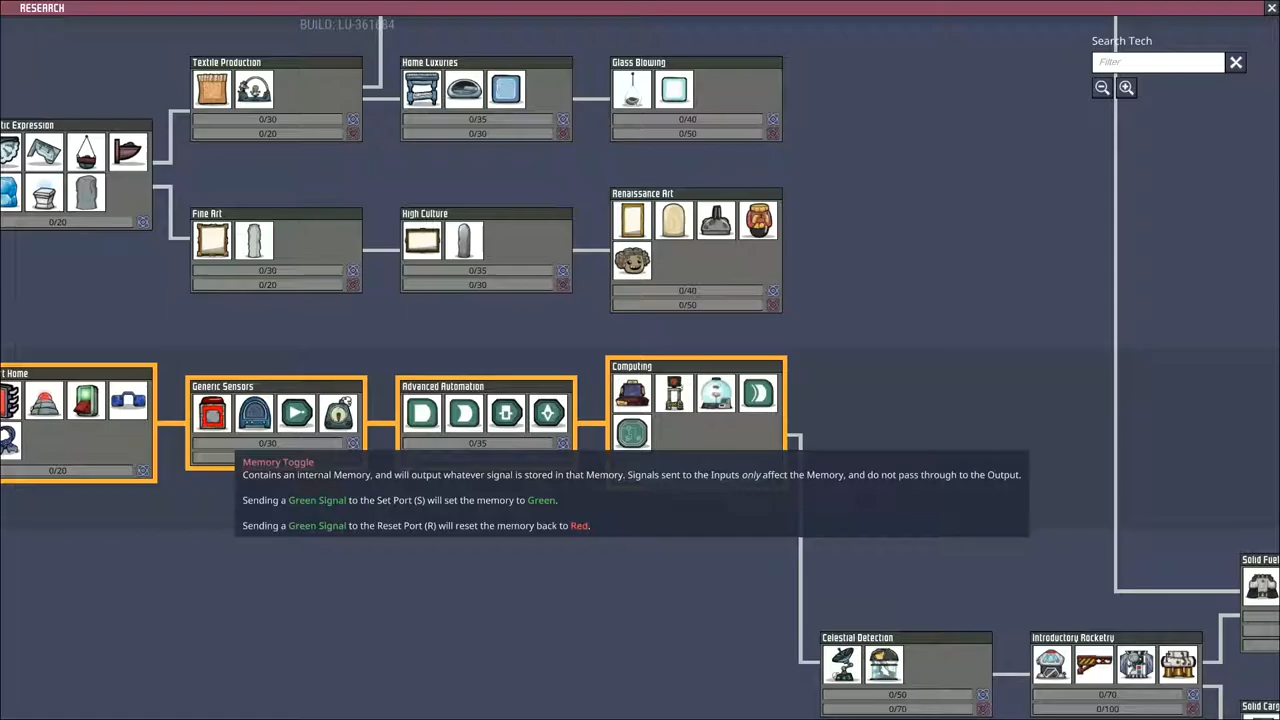 RESEARCH
BUILD: LU-361684
Search Tech
Filter
Textile Production
0/30
0/20
Home Luxuries
0/35
0/30
Glass Blowing
0/40
0/50
tic Expression
0/20
Fine Art
0/30
0/20
High Culture
0/35
0/30
Renaissance Art
0/40
0/50
t Home
0/20
Generic Sensors
0/30
Advanced Automation
0/35
Computing
Memory Toggle
Contains an internal Memory, and will output whatever signal is stored in that Memory. Signals sent to the Inputs only affect the Memory, and do not pass through to the Output.
Sending a Green Signal to the Set Port (S) will set the memory to Green.
Sending a Green Signal to the Reset Port (R) will reset the memory back to Red.
Celestial Detection
0/50
0/70
Introductory Rocketry
0/70
0/100
Solid Fuel
Solid Carg